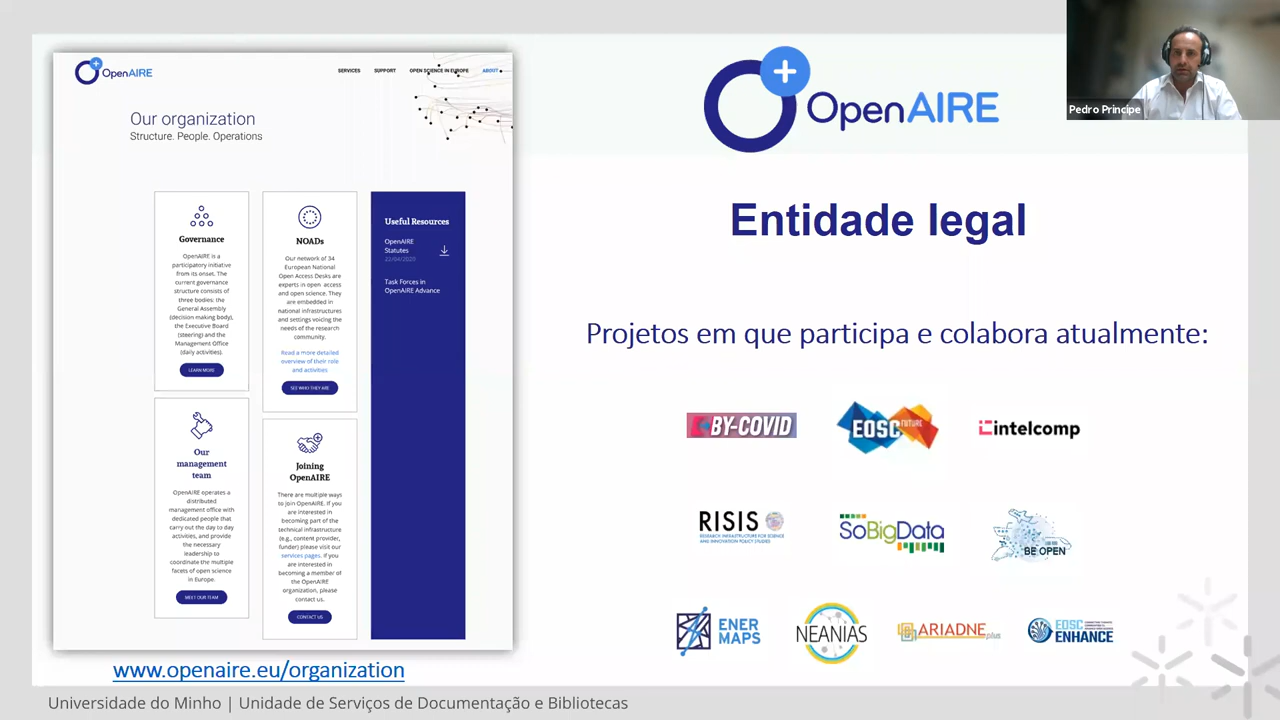 OpenAIRE
SERVICES
SUPPORT
OPEN SCIENCE IN EUROPE
ABOUT
Our organization
Structure. People. Operations
Governance
OpenAIRE is a
participatory initiative
from its onset. The
current governance
structure consists of
three bodies: the
General Assembly
(decision making body),
the Executive Board
(steering) and the
Management Office
(daily activities).
LEARN MORE
NOADs
Our network of 34
European National
Open Access Desks are
experts in open access
and open science. They
are embedded in
national infrastructures
and settings voicing the
needs of the research
community.
Read a more detailed
overview of their role
and activities
SEE WHO THEY ARE
Useful Resources
OpenAIRE
Statutes
22/04/2020
Task Forces in
OpenAIRE Advance
Our
management
team
OpenAIRE operates a
distributed
management office with
dedicated people that
carry out the day to day
activities, and provide
the necessary
leadership to
coordinate the multiple
facets of open science
in Europe.
MEET OUR TEAM
Joining
OpenAIRE
There are multiple ways
to join OpenAIRE. If you
are interested in
becoming part of the
technical infrastructure
(e.g., content provider,
funder) please visit our
services pages. If you
are interested in
becoming a member of
the OpenAIRE
organization, please
contact us.
CONTACT US
www.openaire.eu/organization
OpenAIRE
Pedro Príncipe
Entidade legal
Projetos em que participa e colabora atualmente:
BY-COVID
EOSC FUTURE
intelcomp
RISIS
RESEARCH INFRASTRUCTURE FOR SCIENCE
AND INNOVATION POLICY STUDIES
SoBigData
BE OPEN
ENER
MAPS
NEANIAS
ARIADNE plus
EOSC
ENHANCE
Universidade do Minho | Unidade de Serviços de Documentação e Bibliotecas